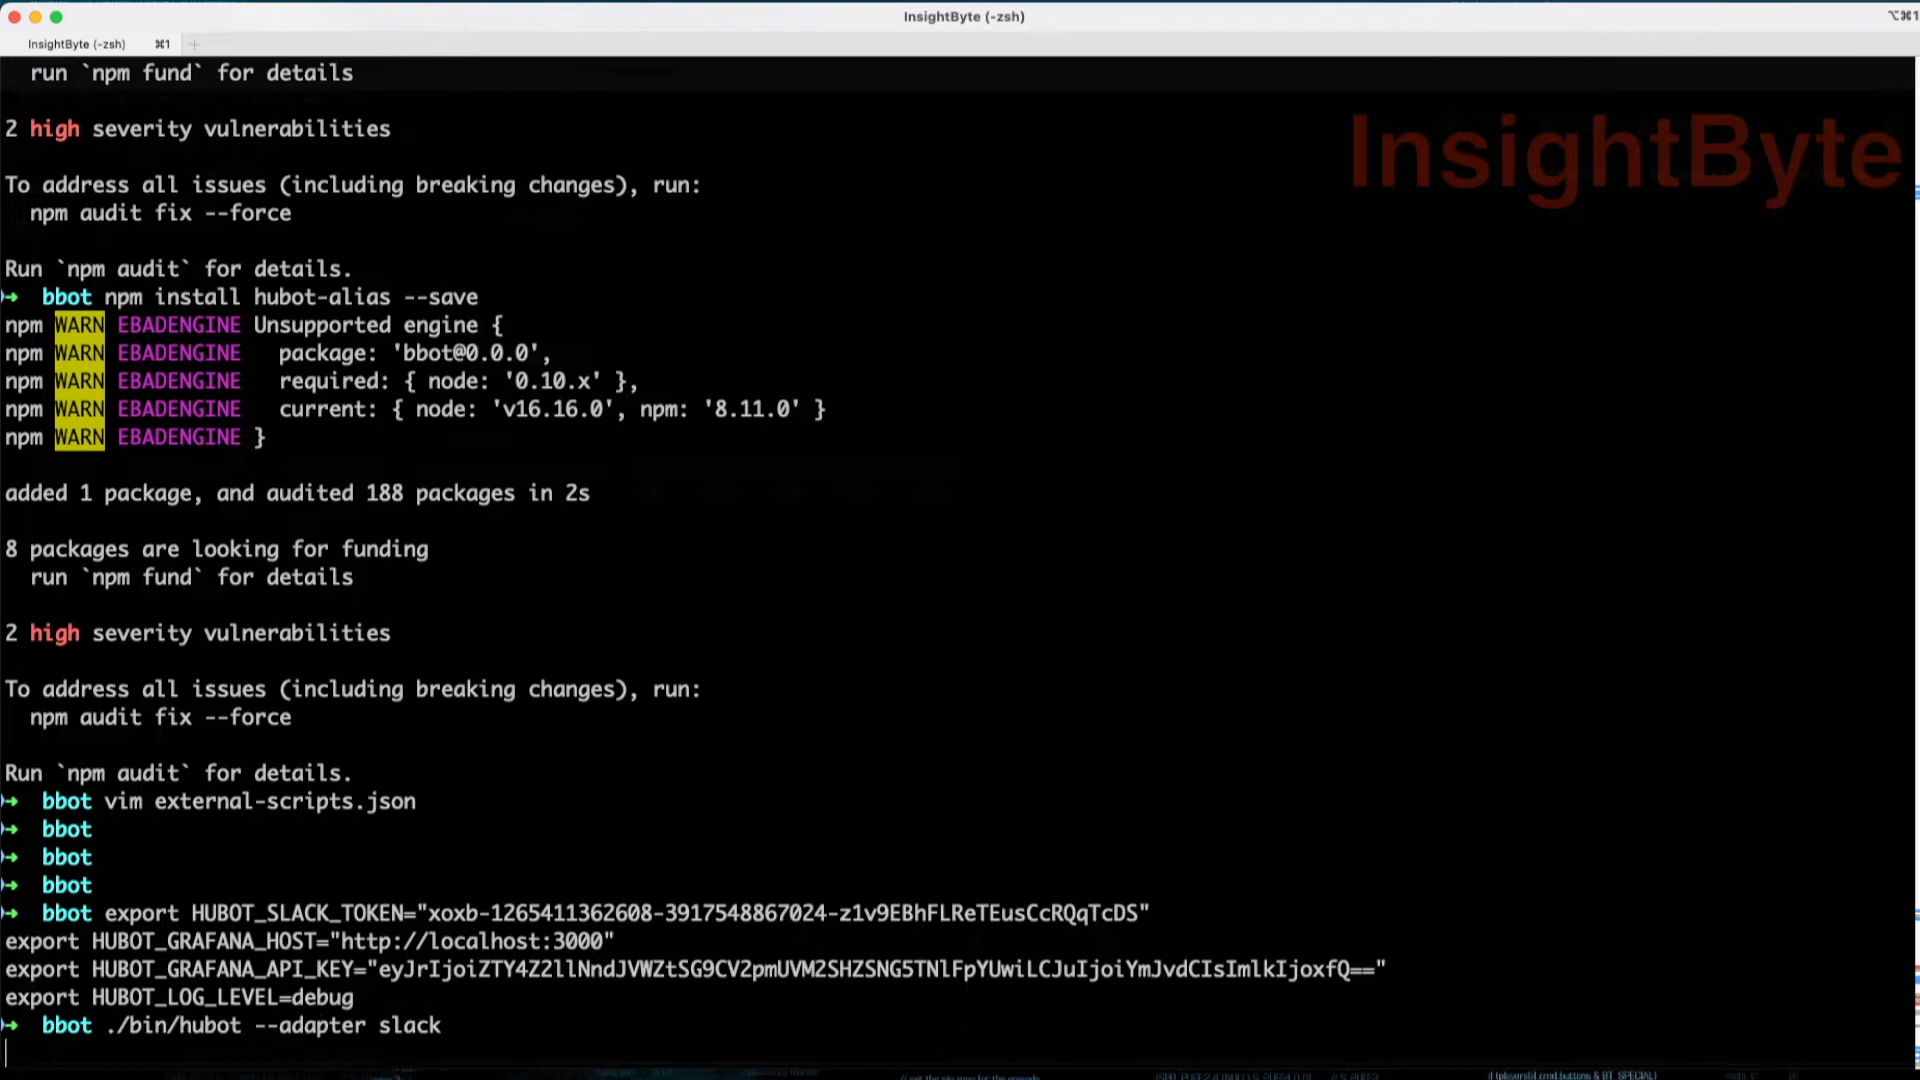 InsightByte (-zsh)
⌥⌘1
InsightByte (-zsh) ⌘1
run `npm fund` for details
2 high severity vulnerabilities
InsightByte
To address all issues (including breaking changes), run:
npm audit fix --force
Run `npm audit` for details.
➜ bbot npm install hubot-alias --save
npm WARN EBADENGINE Unsupported engine {
npm WARN EBADENGINE package: 'bbot@0.0.0',
npm WARN EBADENGINE required: { node: '0.10.x' },
npm WARN EBADENGINE current: { node: 'v16.16.0', npm: '8.11.0' }
npm WARN EBADENGINE }
added 1 package, and audited 188 packages in 2s
8 packages are looking for funding
run `npm fund` for details
2 high severity vulnerabilities
To address all issues (including breaking changes), run:
npm audit fix --force
Run `npm audit` for details.
➜ bbot vim external-scripts.json
➜ bbot
➜ bbot
➜ bbot
➜ bbot export HUBOT_SLACK_TOKEN="xoxb-1265411362608-3917548867024-z1v9EBhFLReTEusCcRQqTcDS"
export HUBOT_GRAFANA_HOST="http://localhost:3000"
export HUBOT_GRAFANA_API_KEY="eyJrIjoiZTY4Z2llNndJVWZtSG9CV2pmUVM2SHZSNG5TNlFpYUwiLCJuIjoiYmJvdCIsImlkIjoxfQ=="
export HUBOT_LOG_LEVEL=debug
➜ bbot ./bin/hubot --adapter slack